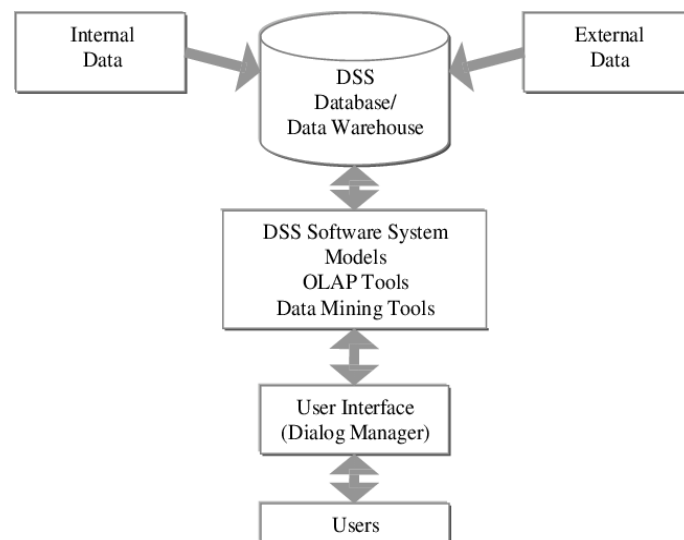 Internal
Data
DSS
Database/
Data Warehouse
External
Data
DSS Software System
Models
OLAP Tools
Data Mining Tools
User Interface
(Dialog Manager)
Users